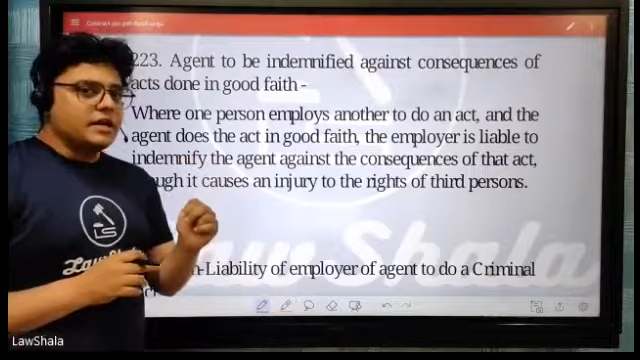 223. Agent to be indemnified against consequences of
acts done in good faith -
Where one person employs another to do an act, and the
agent does the act in good faith, the employer is liable to
indemnify the agent against the consequences of that act,
it causes an injury to the rights of third persons.
-Liability of employer of agent to do a Criminal
Law Shala
LS
LawShala
LawShala